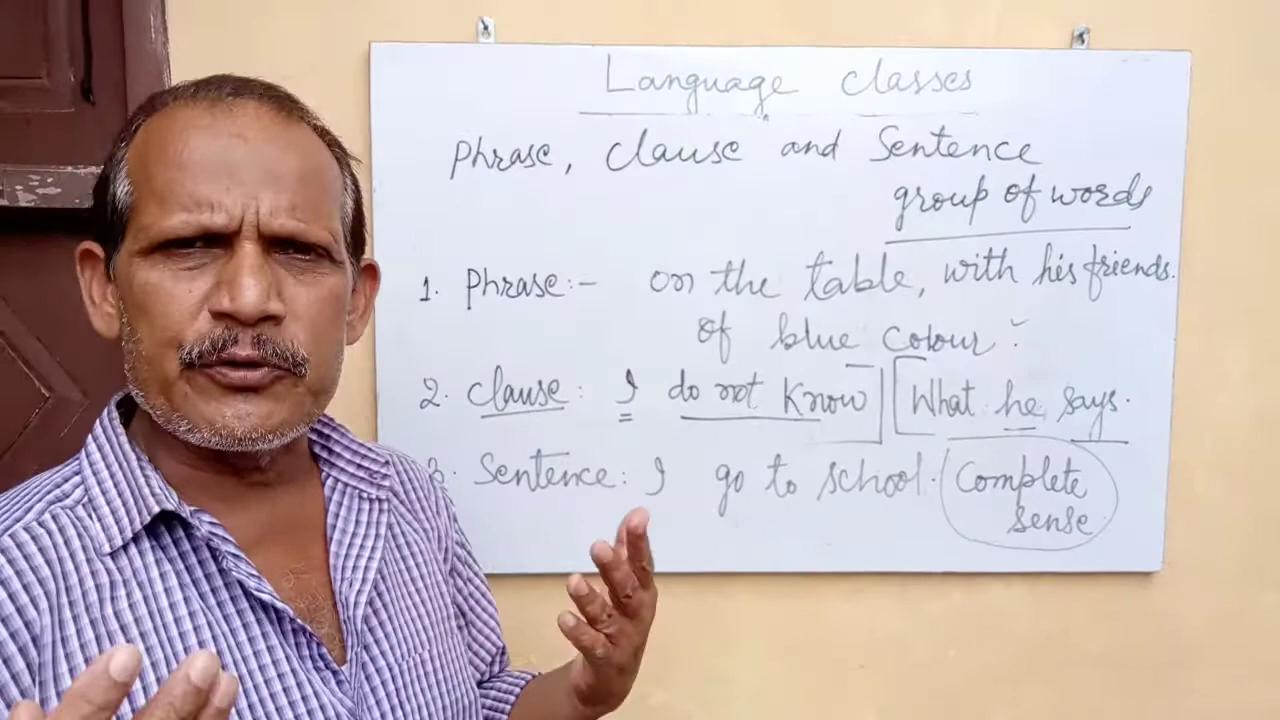 Language classes
Phrase, clause and Sentence
group of words
1. Phrase:- on the table, with his friends.
of blue colour
2. clause: I do not know] [What he says.
3. Sentence: I go to school. Complete
sense